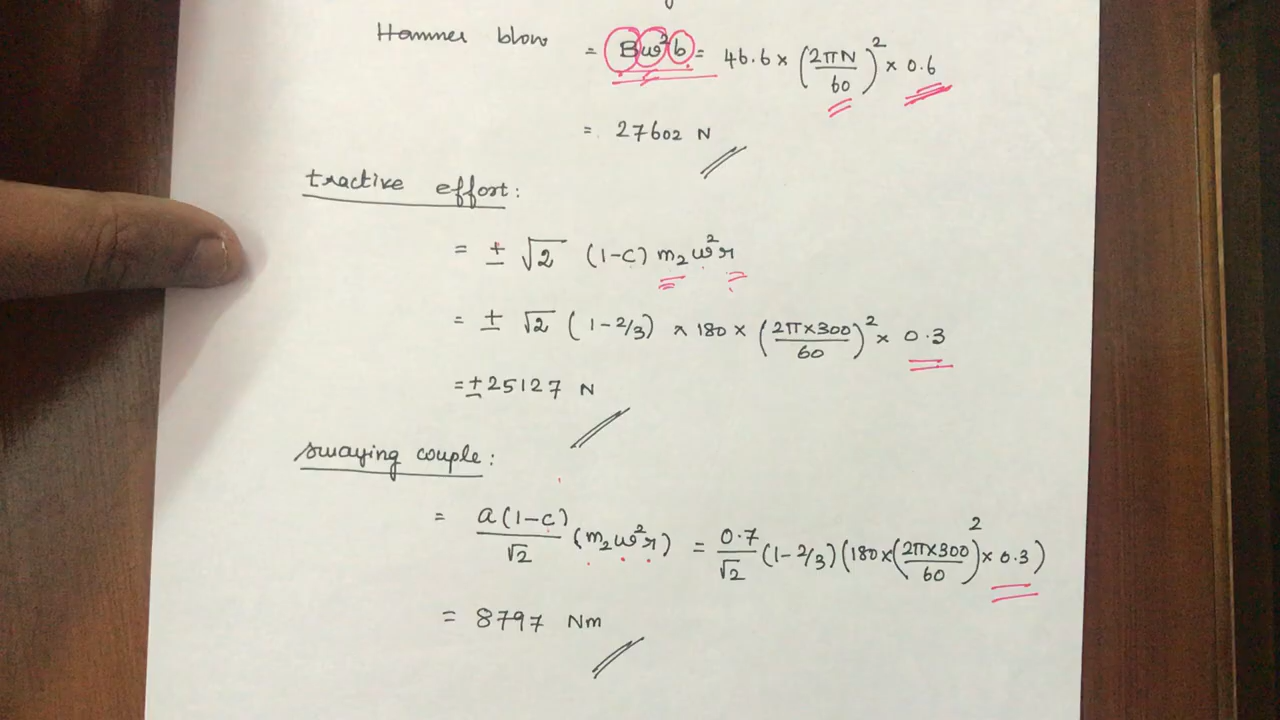 Hammer blow = Bω²b = 46.6 × (2πN/60)² × 0.6
= 27602 N
tractive effort:
= ± √2 (1-c) m₂ω²r
= ± √2 (1-2/3) × 180 × (2π×300/60)² × 0.3
= ± 25127 N
swaying couple:
= a(1-c)/√2 (m₂ω²r) = 0.7/√2 (1-2/3) (180×(2π×300/60)² × 0.3)
= 8797 Nm